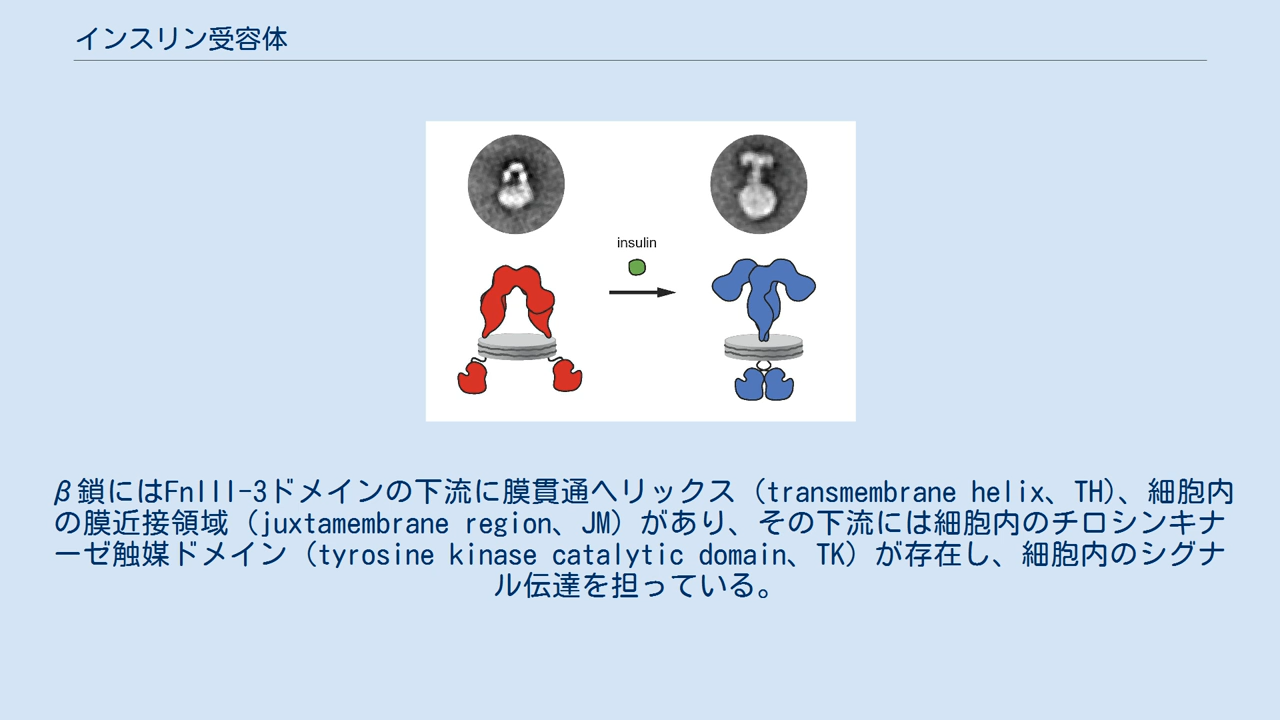 インスリン受容体
insulin
β鎖にはFnIII-3ドメインの下流に膜貫通ヘリックス（transmembrane helix、TH）、細胞内
の膜近接領域（juxtamembrane region、JM）があり、その下流には細胞内のチロシンキナ
ーゼ触媒ドメイン（tyrosine kinase catalytic domain、TK）が存在し、細胞内のシグナ
ル伝達を担っている。